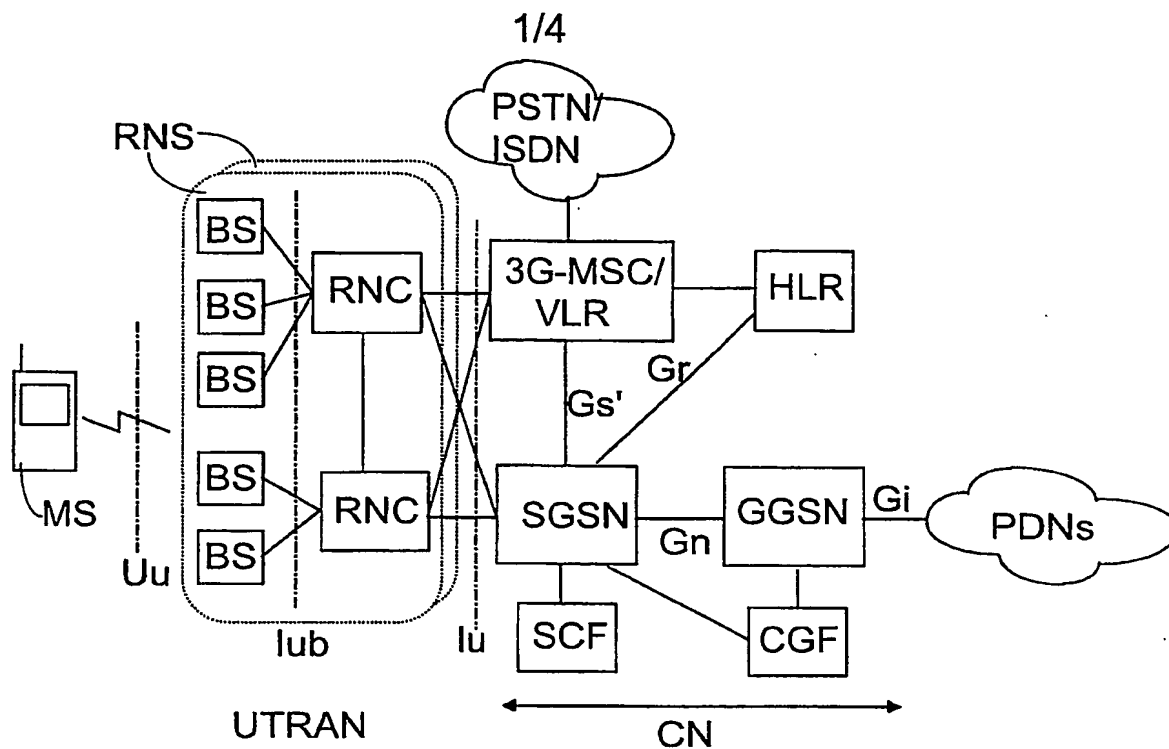 1/4
PSTN/
ISDN
RNS
BS
BS
BS
BS
BS
RNC
RNC
3G-MSC/
VLR
HLR
Gr
Gs'
MS
Uu
SGSN
Gn
GGSN
Gi
PDNs
Iub
Iu
SCF
CGF
UTRAN
CN